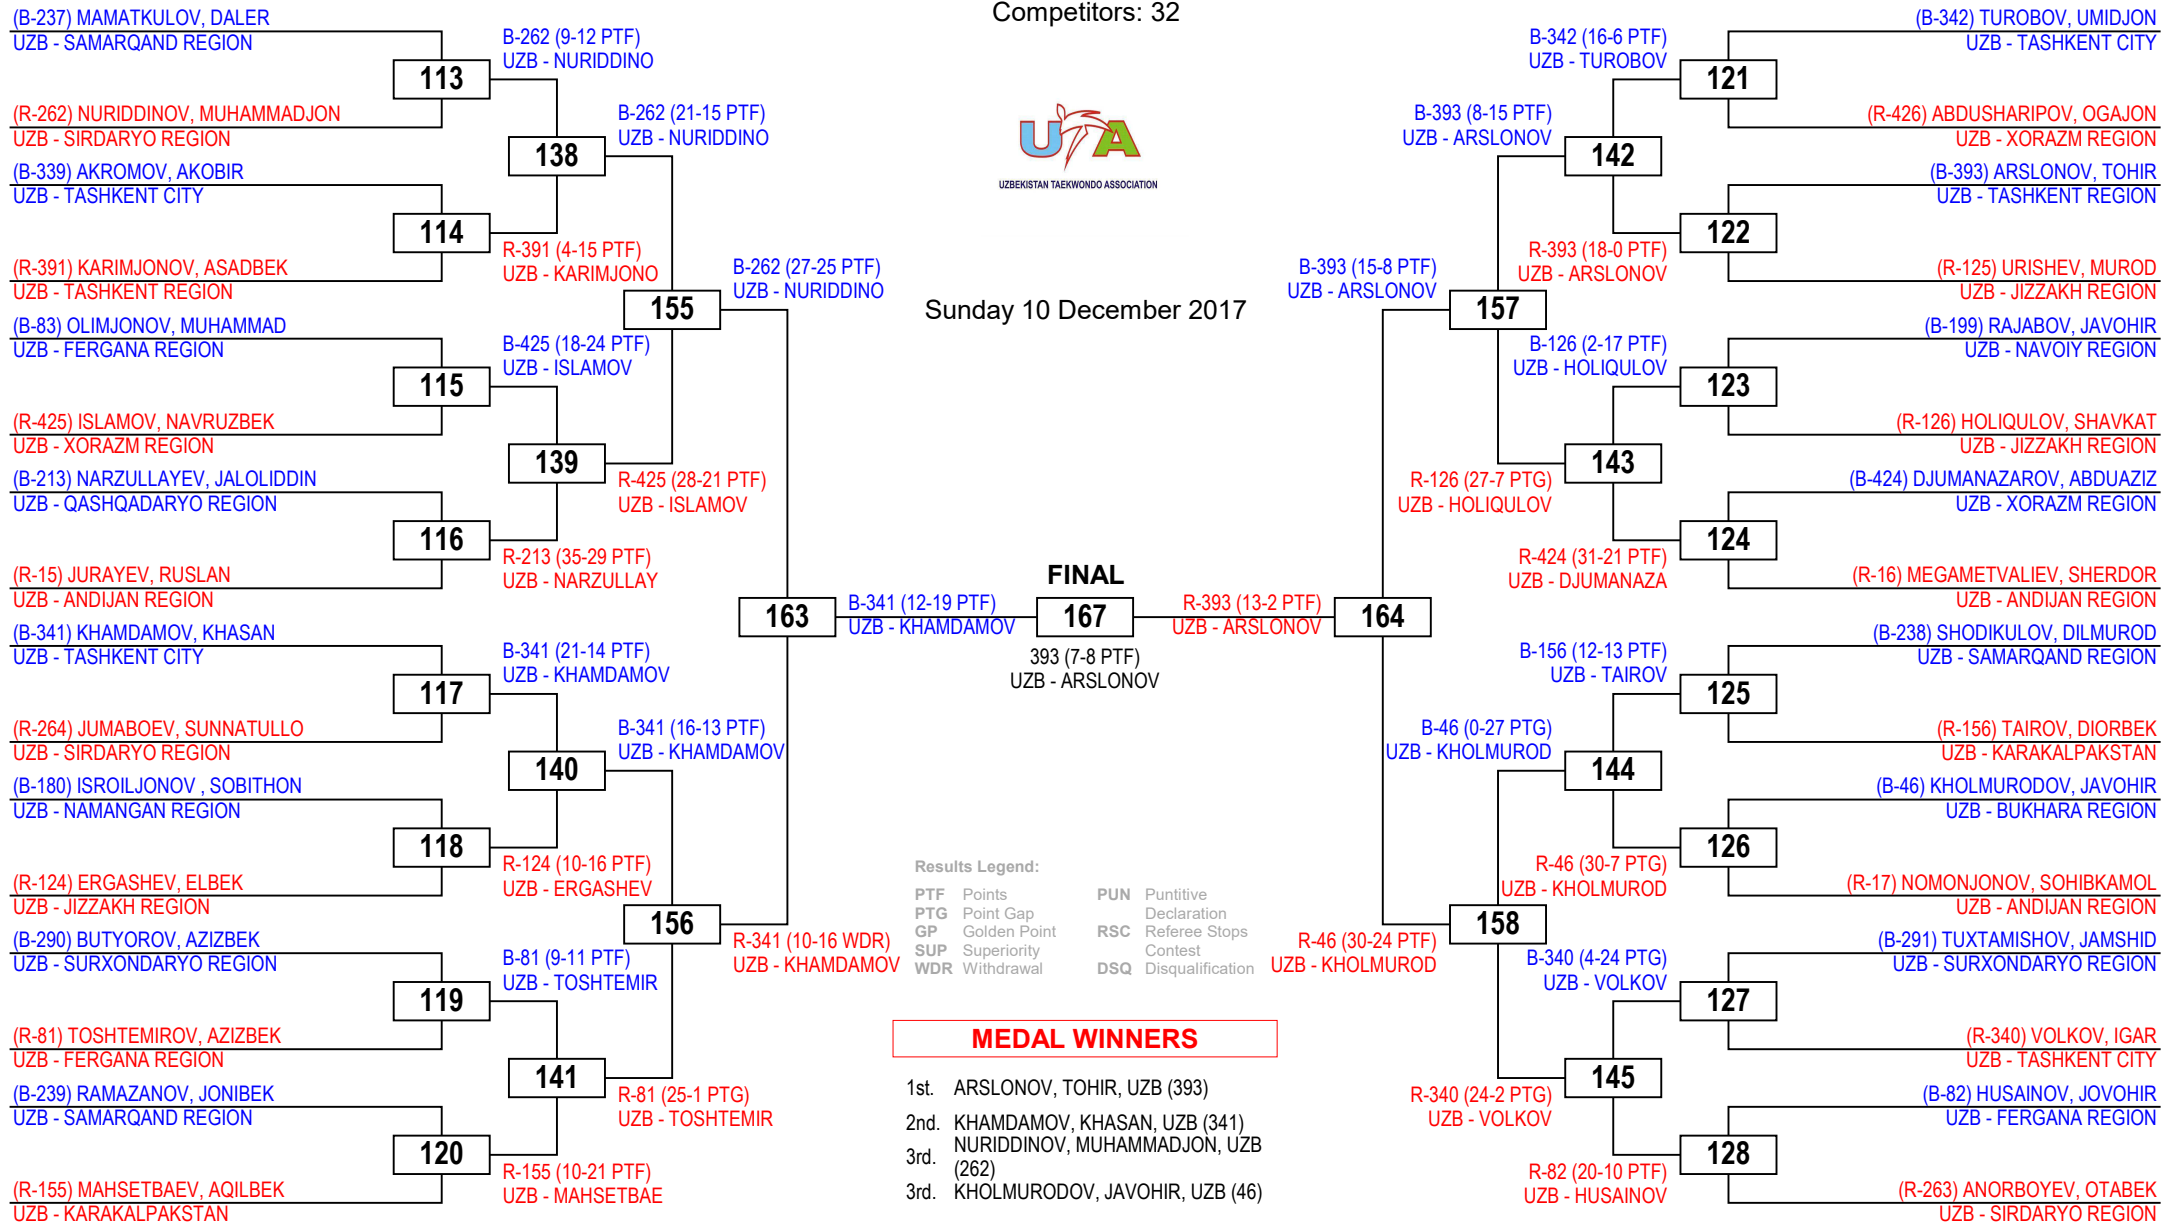 Competitors: 32
(B-237) MAMATKULOV, DALER
UZB - SAMARQAND REGION
113
(R-262) NURIDDINOV, MUHAMMADJON
UZB - SIRDARYO REGION
(B-339) AKROMOV, AKOBIR
UZB - TASHKENT CITY
114
(R-391) KARIMJONOV, ASADBEK
UZB - TASHKENT REGION
(B-83) OLIMJONOV, MUHAMMAD
UZB - FERGANA REGION
115
(R-425) ISLAMOV, NAVRUZBEK
UZB - XORAZM REGION
(B-213) NARZULLAYEV, JALOLIDDIN
UZB - QASHQADARYO REGION
116
(R-15) JURAYEV, RUSLAN
UZB - ANDIJAN REGION
(B-341) KHAMDAMOV, KHASAN
UZB - TASHKENT CITY
117
(R-264) JUMABOEV, SUNNATULLO
UZB - SIRDARYO REGION
(B-180) ISROILJONOV , SOBITHON
UZB - NAMANGAN REGION
118
(R-124) ERGASHEV, ELBEK
UZB - JIZZAKH REGION
(B-290) BUTYOROV, AZIZBEK
UZB - SURXONDARYO REGION
119
(R-81) TOSHTEMIROV, AZIZBEK
UZB - FERGANA REGION
(B-239) RAMAZANOV, JONIBEK
UZB - SAMARQAND REGION
120
(R-155) MAHSETBAEV, AQILBEK
UZB - KARAKALPAKSTAN
B-262 (9-12 PTF)
UZB - NURIDDINO
138
R-391 (4-15 PTF)
UZB - KARIMJONO
B-425 (18-24 PTF)
UZB - ISLAMOV
139
R-213 (35-29 PTF)
UZB - NARZULLAY
B-341 (21-14 PTF)
UZB - KHAMDAMOV
140
R-124 (10-16 PTF)
UZB - ERGASHEV
B-81 (9-11 PTF)
UZB - TOSHTEMIR
141
R-155 (10-21 PTF)
UZB - MAHSETBAE
B-262 (21-15 PTF)
UZB - NURIDDINO
155
R-425 (28-21 PTF)
UZB - ISLAMOV
B-341 (16-13 PTF)
UZB - KHAMDAMOV
156
R-81 (25-1 PTG)
UZB - TOSHTEMIR
B-262 (27-25 PTF)
UZB - NURIDDINO
163
R-341 (10-16 WDR)
UZB - KHAMDAMOV
UTA
UZBEKISTAN TAEKWONDO ASSOCIATION
Sunday 10 December 2017
FINAL
B-341 (12-19 PTF)
UZB - KHAMDAMOV
167
R-393 (13-2 PTF)
UZB - ARSLONOV
393 (7-8 PTF)
UZB - ARSLONOV
Results Legend:
PTF Points
PTG Point Gap
GP Golden Point
SUP Superiority
WDR Withdrawal
PUN Puntitive
Declaration
RSC Referee Stops
Contest
DSQ Disqualification
MEDAL WINNERS
1st. ARSLONOV, TOHIR, UZB (393)
2nd. KHAMDAMOV, KHASAN, UZB (341)
3rd. NURIDDINOV, MUHAMMADJON, UZB
(262)
3rd. KHOLMURODOV, JAVOHIR, UZB (46)
B-393 (15-8 PTF)
UZB - ARSLONOV
164
R-46 (30-24 PTF)
UZB - KHOLMUROD
B-393 (8-15 PTF)
UZB - ARSLONOV
157
R-126 (27-7 PTG)
UZB - HOLIQULOV
B-46 (0-27 PTG)
UZB - KHOLMUROD
158
R-340 (24-2 PTG)
UZB - VOLKOV
B-342 (16-6 PTF)
UZB - TUROBOV
142
R-393 (18-0 PTF)
UZB - ARSLONOV
B-126 (2-17 PTF)
UZB - HOLIQULOV
143
R-424 (31-21 PTF)
UZB - DJUMANAZA
B-156 (12-13 PTF)
UZB - TAIROV
144
R-46 (30-7 PTG)
UZB - KHOLMUROD
B-340 (4-24 PTG)
UZB - VOLKOV
145
R-82 (20-10 PTF)
UZB - HUSAINOV
(B-342) TUROBOV, UMIDJON
UZB - TASHKENT CITY
121
(R-426) ABDUSHARIPOV, OGAJON
UZB - XORAZM REGION
(B-393) ARSLONOV, TOHIR
UZB - TASHKENT REGION
122
(R-125) URISHEV, MUROD
UZB - JIZZAKH REGION
(B-199) RAJABOV, JAVOHIR
UZB - NAVOIY REGION
123
(R-126) HOLIQULOV, SHAVKAT
UZB - JIZZAKH REGION
(B-424) DJUMANAZAROV, ABDUAZIZ
UZB - XORAZM REGION
124
(R-16) MEGAMETVALIEV, SHERDOR
UZB - ANDIJAN REGION
(B-238) SHODIKULOV, DILMUROD
UZB - SAMARQAND REGION
125
(R-156) TAIROV, DIORBEK
UZB - KARAKALPAKSTAN
(B-46) KHOLMURODOV, JAVOHIR
UZB - BUKHARA REGION
126
(R-17) NOMONJONOV, SOHIBKAMOL
UZB - ANDIJAN REGION
(B-291) TUXTAMISHOV, JAMSHID
UZB - SURXONDARYO REGION
127
(R-340) VOLKOV, IGAR
UZB - TASHKENT CITY
(B-82) HUSAINOV, JOVOHIR
UZB - FERGANA REGION
128
(R-263) ANORBOYEV, OTABEK
UZB - SIRDARYO REGION